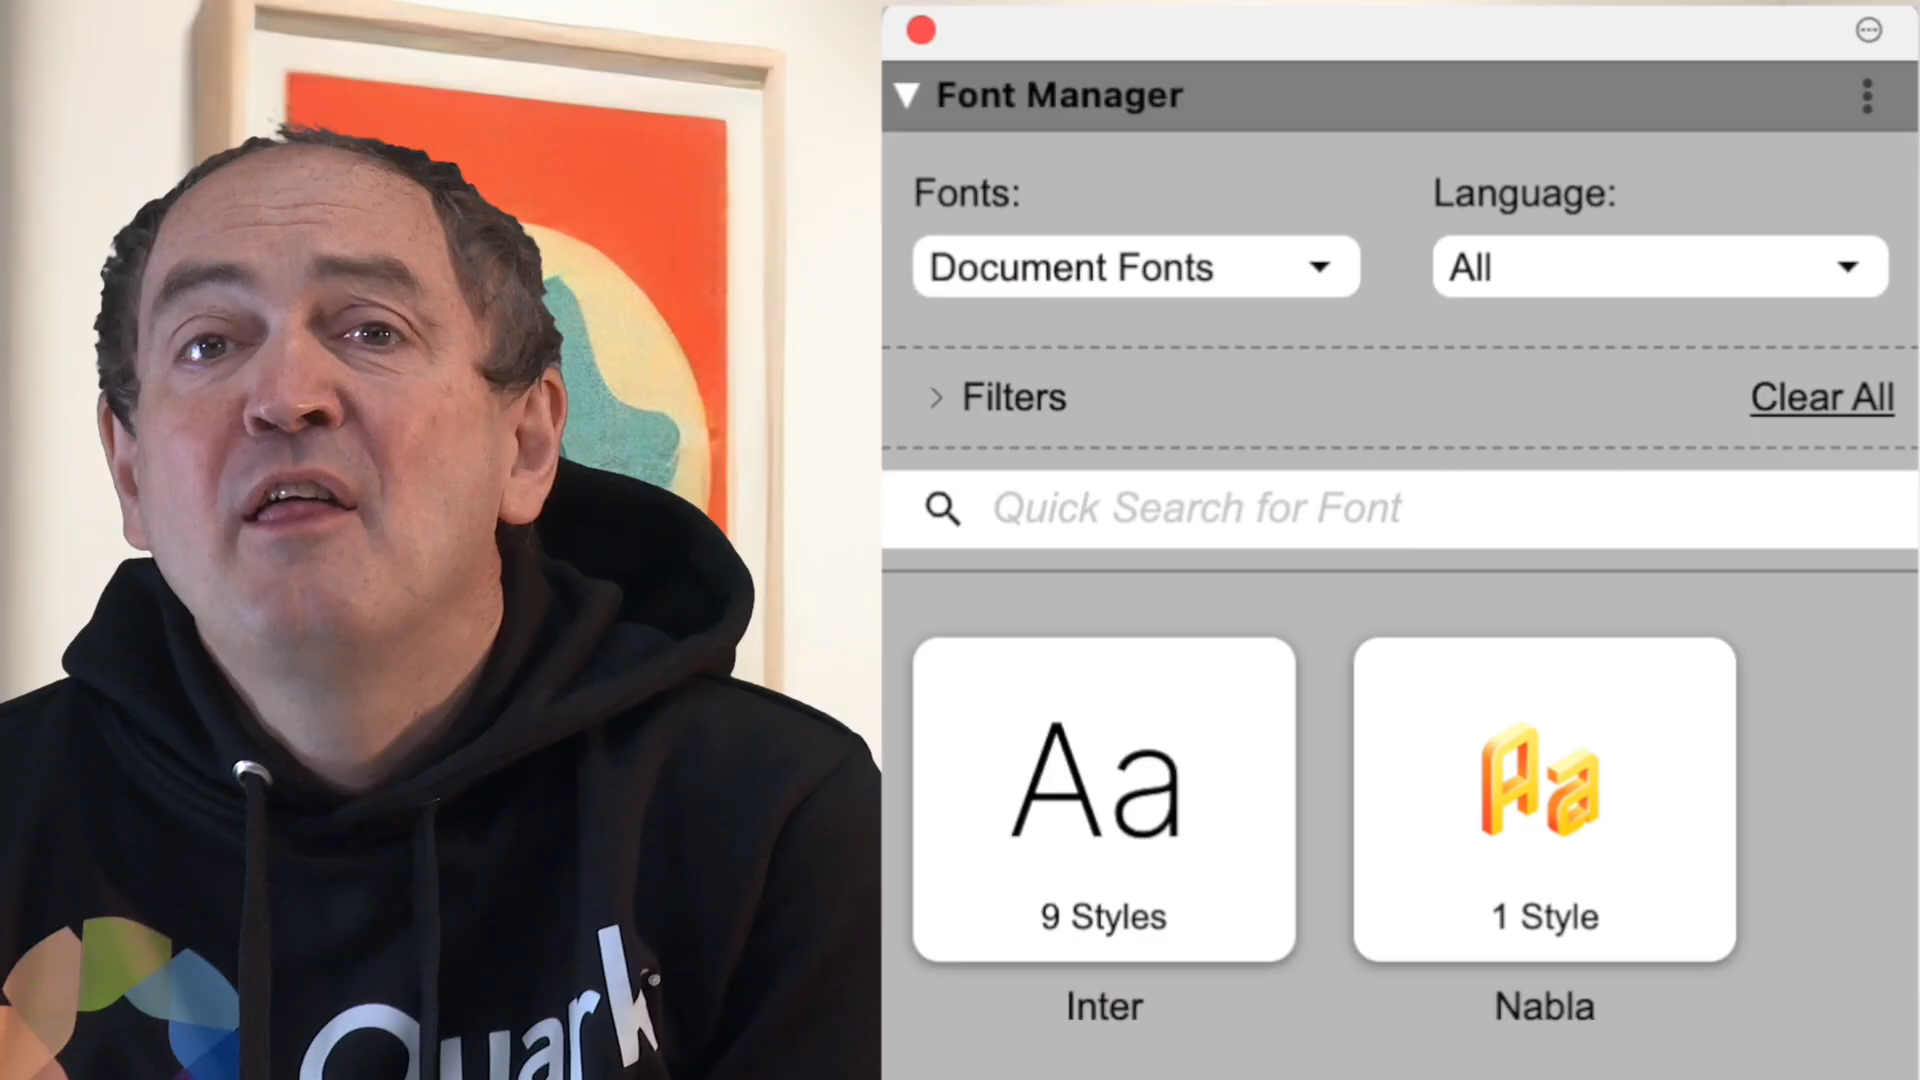 Font Manager
Fonts:
Language:
Document Fonts
All
Filters
Clear All
Quick Search for Font
Aa
Aa
9 Styles
1 Style
Inter
Nabla
Quark